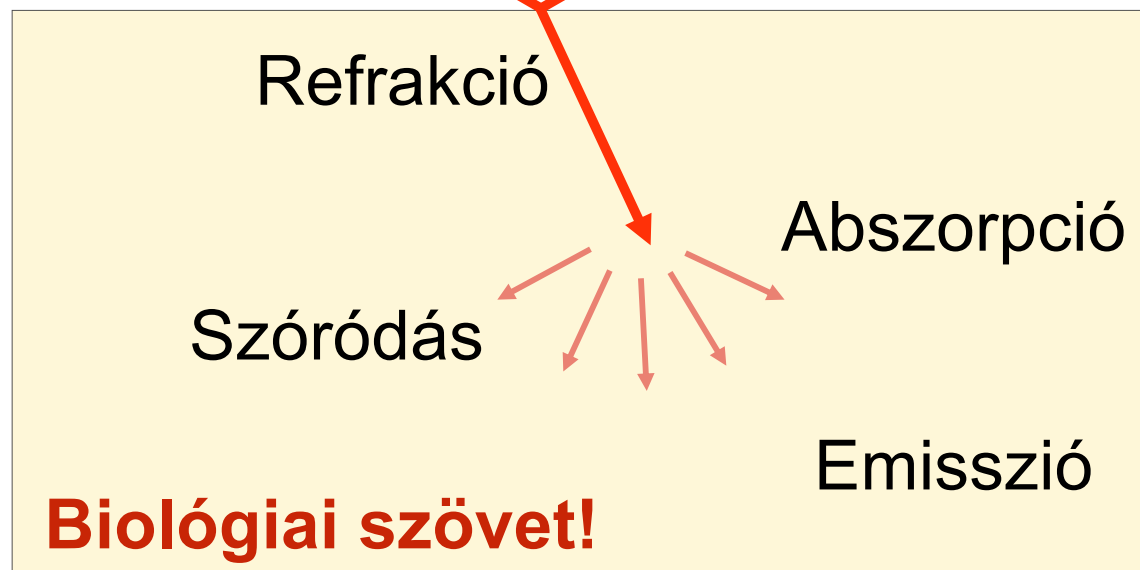 Refrakció
Abszorpció
Szóródás
Emisszió
Biológiai szövet!